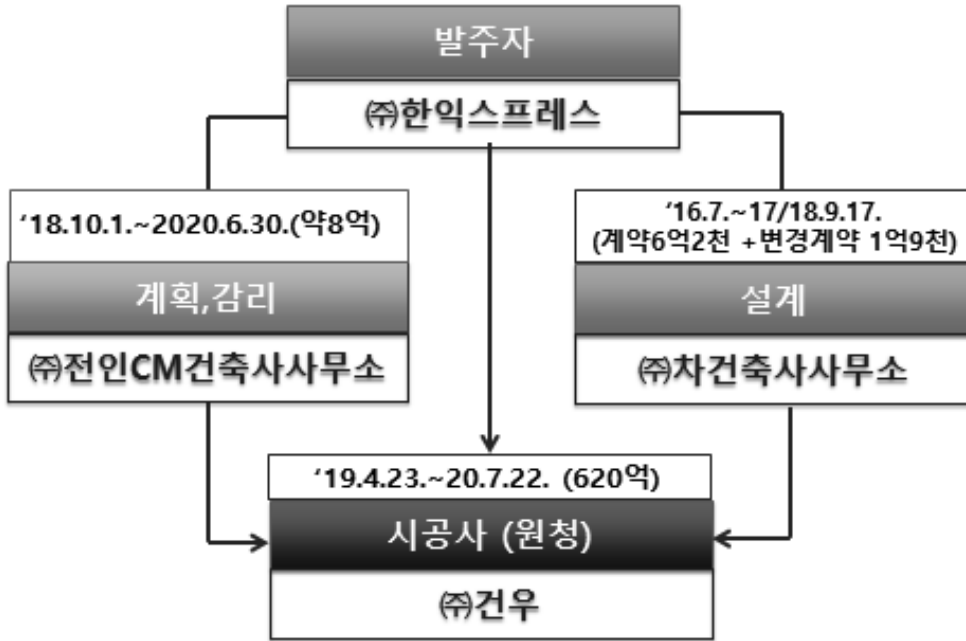 발주자
㈜한익스프레스
‘18.10.1.~2020.6.30.(약8억)
계획,감리
㈜전인CM건축사사무소
‘16.7.~17/18.9.17.
(계약6억2천 +변경계약 1억9천)
설계
㈜차건축사사무소
‘19.4.23.~20.7.22. (620억)
시공사 (원청)
㈜건우